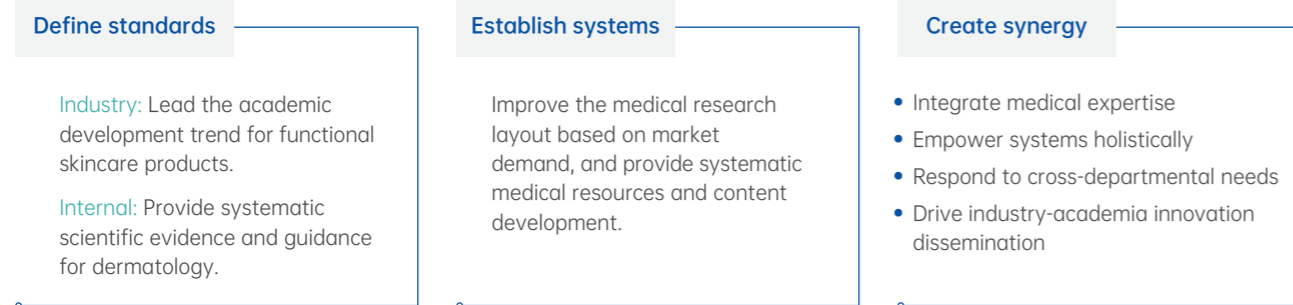 Define standards
Industry: Lead the academic
development trend for functional
skincare products.
Internal: Provide systematic
scientific evidence and guidance
for dermatology.
Establish systems
Improve the medical research
layout based on market
demand, and provide systematic
medical resources and content
development.
Create synergy
• Integrate medical expertise
• Empower systems holistically
• Respond to cross-departmental needs
• Drive industry-academia innovation
dissemination